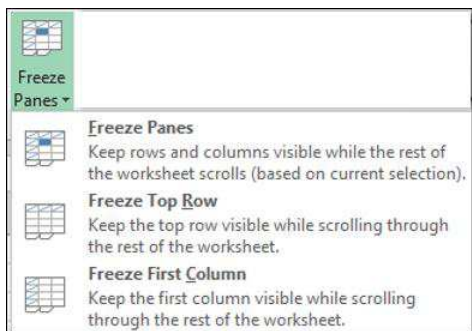 Freeze
Panes
Freeze Panes
Keep rows and columns visible while the rest of
the worksheet scrolls (based on current selection).
Freeze Top Row
Keep the top row visible while scrolling through
the rest of the worksheet.
Freeze First Column
Keep the first column visible while scrolling
through the rest of the worksheet.